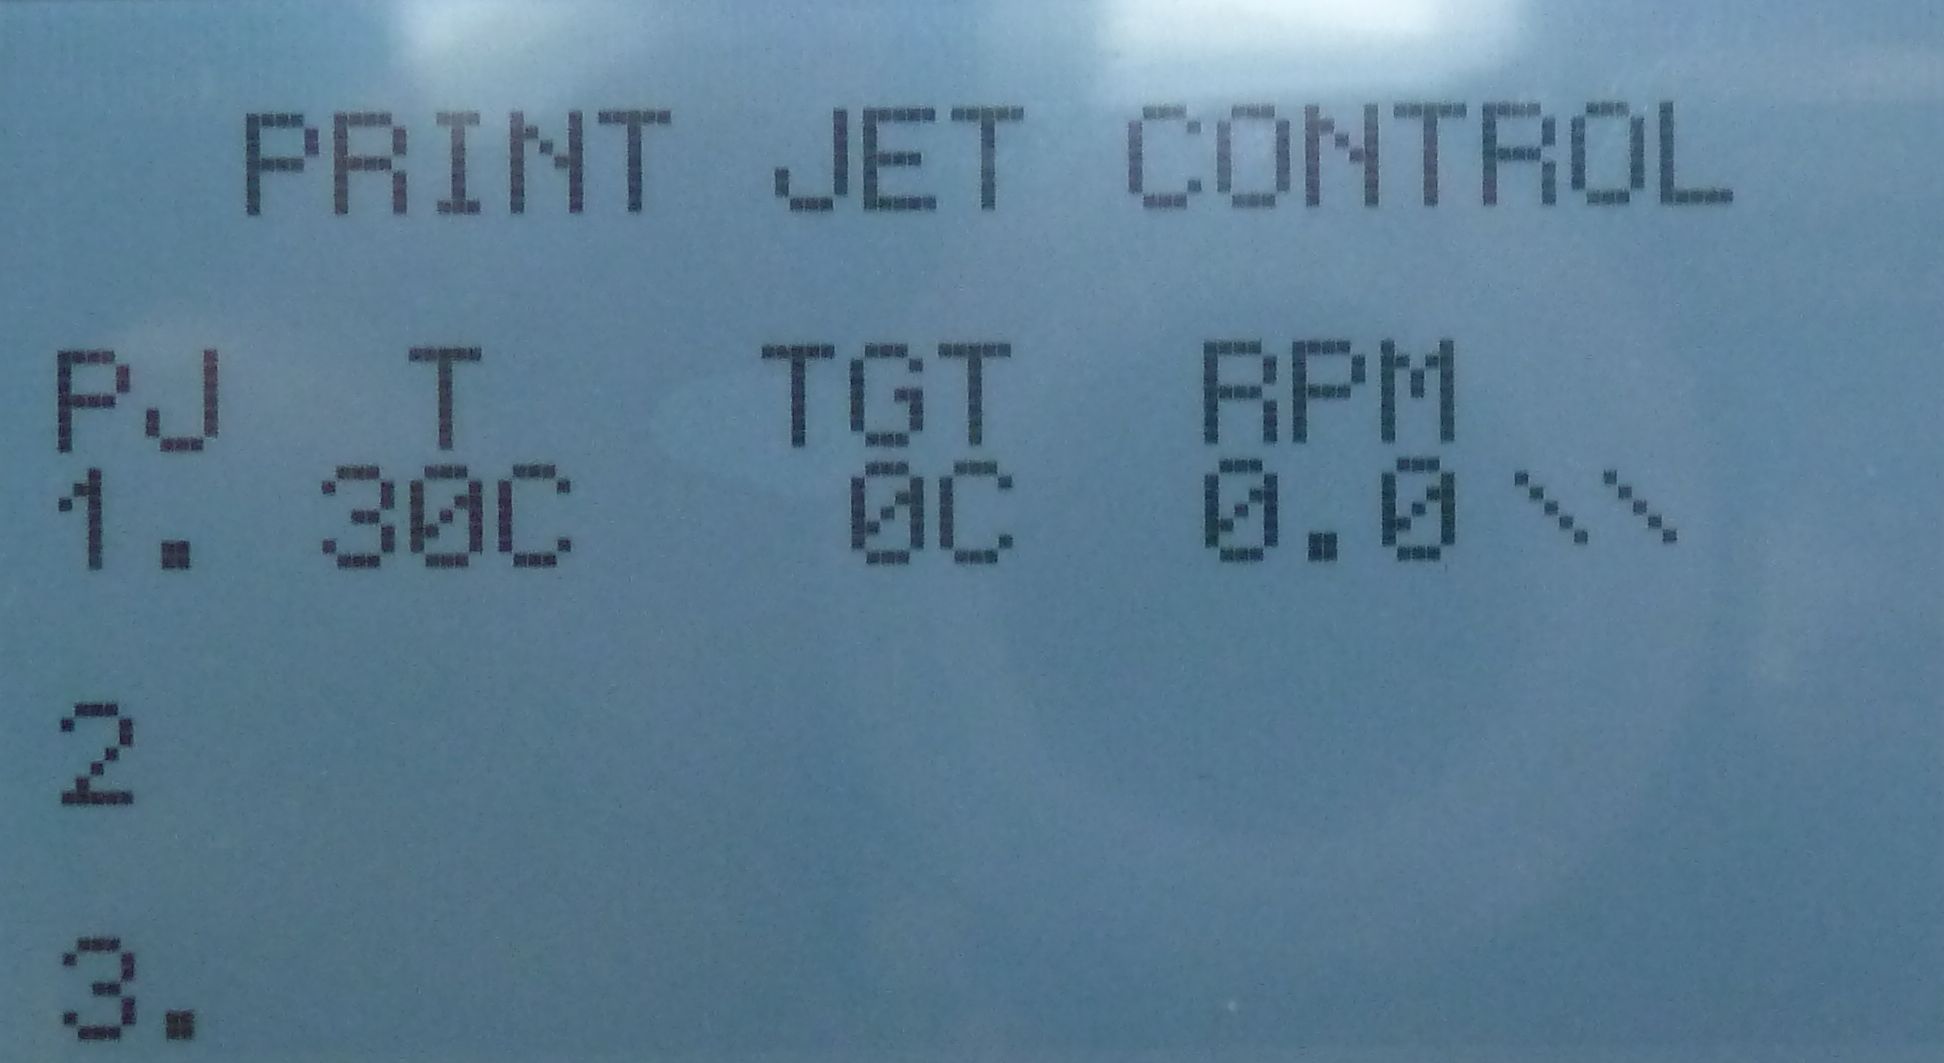 PRINT JET CONTROL
PJ T TGT RPM
1. 30C 0C 0.0 \\
2
3.